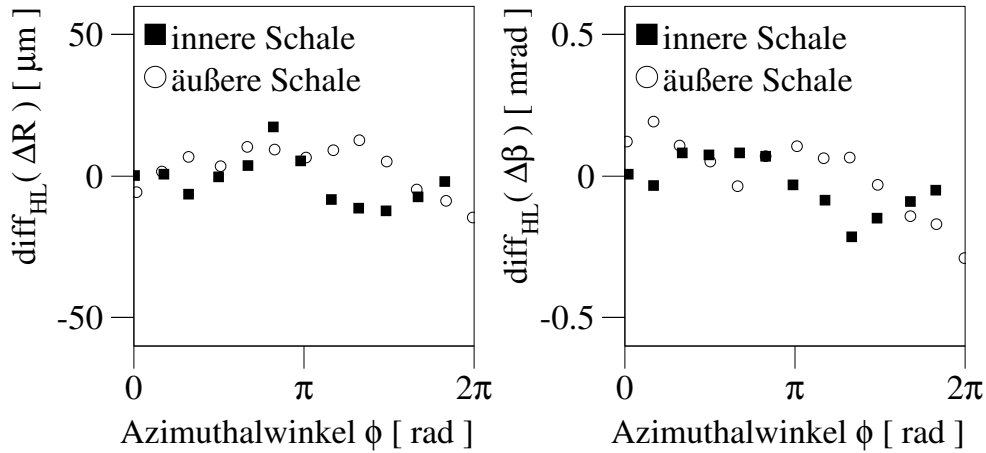 diff_HL( ΔR ) [ μm ]
50
0
-50
■ innere Schale
○ äußere Schale
0 π 2π
Azimuthalwinkel ϕ [ rad ]
diff_HL( Δβ ) [ mrad ]
0.5
0
-0.5
■ innere Schale
○ äußere Schale
0 π 2π
Azimuthalwinkel ϕ [ rad ]